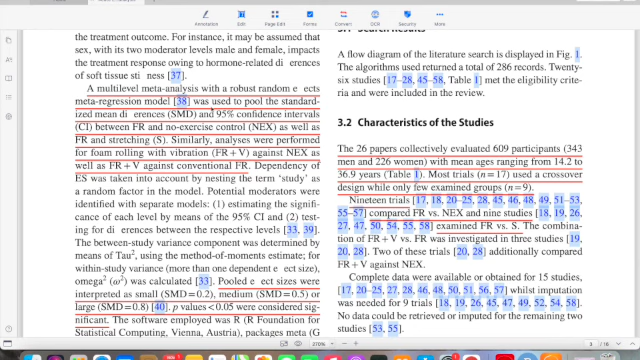 Annotation
Edit
Page Edit
Forms
Convert
OCR
Security
More
the treatment outcome. For instance, it may be assumed that
sex, with its two moderator levels male and female, impacts
the treatment response owing to hormone-related di erences
of soft tissue sti ness [37].
A multilevel meta-analysis with a robust random e ects
meta-regression model [38] was used to pool the standard-
ized mean di erences (SMD) and 95% confidence intervals
(CI) between FR and no-exercise control (NEX) as well as
FR and stretching (S). Similarly, analyses were performed
for foam rolling with vibration (FR+V) against NEX as
well as FR+V against conventional FR. Dependency of
ES was taken into account by nesting the term 'study' as
a random factor in the model. Potential moderators were
identified with separate models: (1) estimating the signifi-
cance of each level by means of the 95% CI and (2) test-
ing for di erences between the respective levels [33, 39].
The between-study variance component was determined by
means of Tau², using the method-of-moments estimate; for
within-study variance (more than one dependent e ect size),
omega² (ω²) was calculated [33]. Pooled e ect sizes were
interpreted as small (SMD=0.2), medium (SMD=0.5) or
large (SMD=0.8) [40]. p values<0.05 were considered sig-
nificant. The software employed was R (R Foundation for
Statistical Computing, Vienna, Austria), packages meta (G
3.1 Search Results
A flow diagram of the literature search is displayed in Fig. 1.
The algorithms used returned a total of 286 records. Twenty-
six studies [17–28, 45–58, Table 1] met the eligibility crite-
ria and were included in the review.
3.2 Characteristics of the Studies
The 26 papers collectively evaluated 609 participants (343
men and 226 women) with mean ages ranging from 14.2 to
36.9 years (Table 1). Most trials (n=17) used a crossover
design while only few examined groups (n=9).
Nineteen trials [17, 18, 20–25, 28, 45, 46, 48, 49, 51–53,
55–57] compared FR vs. NEX and nine studies [18, 19, 26,
27, 47, 50, 54, 55, 58] examined FR vs. S. The combina-
tion of FR+V vs. FR was investigated in three studies [19,
20, 28]. Two of these trials [20, 28] additionally compared
FR+V against NEX.
Complete data were available or obtained for 15 studies
[17, 20–25, 27, 28, 46, 48, 50, 51, 56, 57] whilst imputation
was needed for 9 trials [18, 19, 26, 45, 47, 49, 52, 54, 58].
No data could be retrieved or imputed for the remaining two
studies [53, 55].
270%
3 / 16